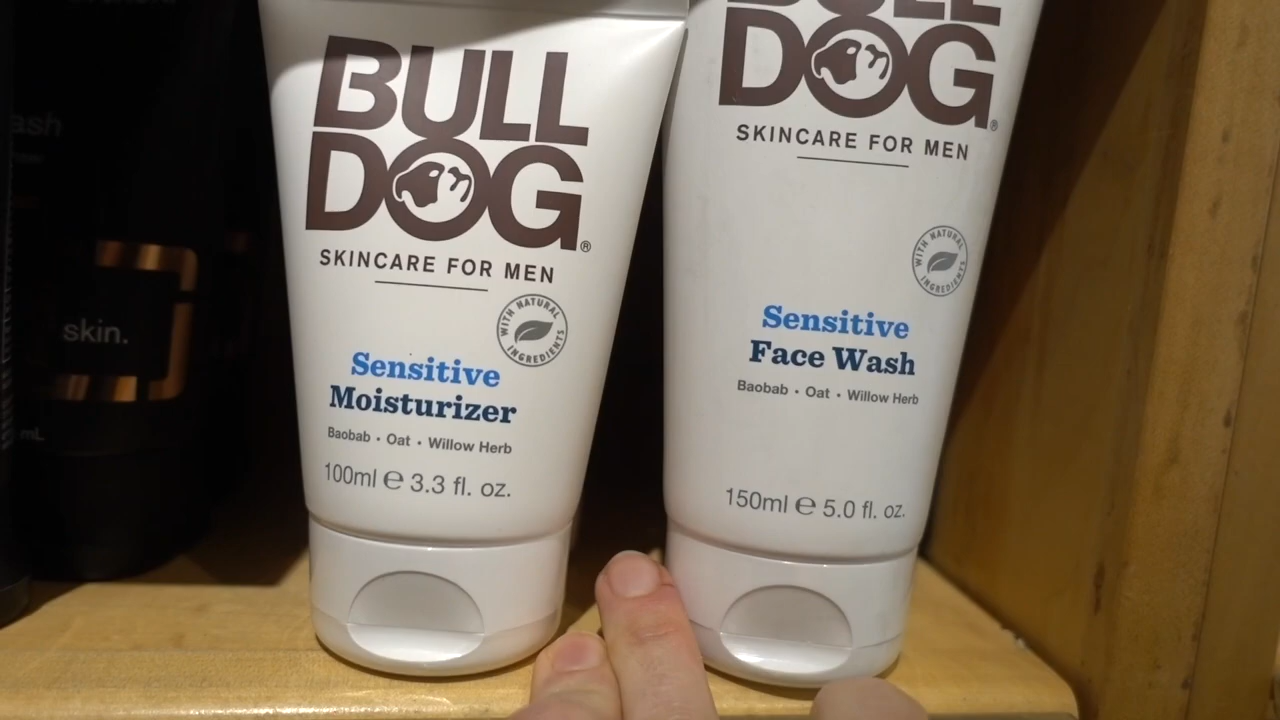 BULL
DOG®
SKINCARE FOR MEN
WITH NATURAL INGREDIENTS
Sensitive
Moisturizer
Baobab • Oat • Willow Herb
100ml ℮ 3.3 fl. oz.
BULL
DOG®
SKINCARE FOR MEN
WITH NATURAL INGREDIENTS
Sensitive
Face Wash
Baobab • Oat • Willow Herb
150ml ℮ 5.0 fl. oz.
skin.
mL